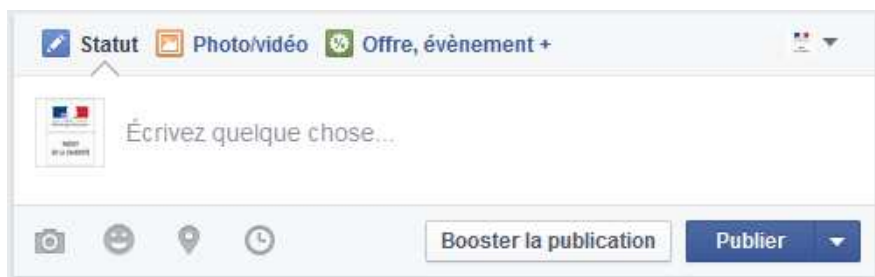 Statut Photo/vidéo Offre, évènement +
Écrivez quelque chose...
Booster la publication Publier